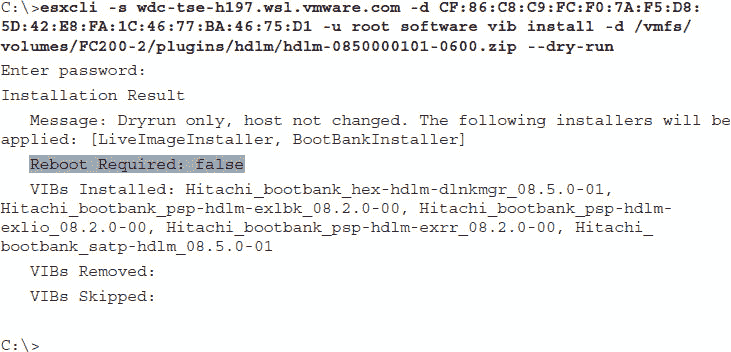 C:\>esxcli -s wdc-tse-h197.wsl.vmware.com -d CF:86:C8:C9:FC:F0:7A:F5:D8:
5D:42:E8:FA:1C:46:77:BA:46:75:D1 -u root software vib install -d /vmfs/
volumes/FC200-2/plugins/hdlm/hdlm-0850000101-0600.zip --dry-run
Enter password:
Installation Result
Message: Dryrun only, host not changed. The following installers will be
applied: [LiveImageInstaller, BootBankInstaller]
Reboot Required: false
VIBs Installed: Hitachi_bootbank_hex-hdlm-dlnkmgr_08.5.0-01,
Hitachi_bootbank_psp-hdlm-exlbk_08.2.0-00, Hitachi_bootbank_psp-hdlm-
exlio_08.2.0-00, Hitachi_bootbank_psp-hdlm-exrr_08.2.0-00, Hitachi_
bootbank_satp-hdlm_08.5.0-01
VIBs Removed:
VIBs Skipped:
C:\>